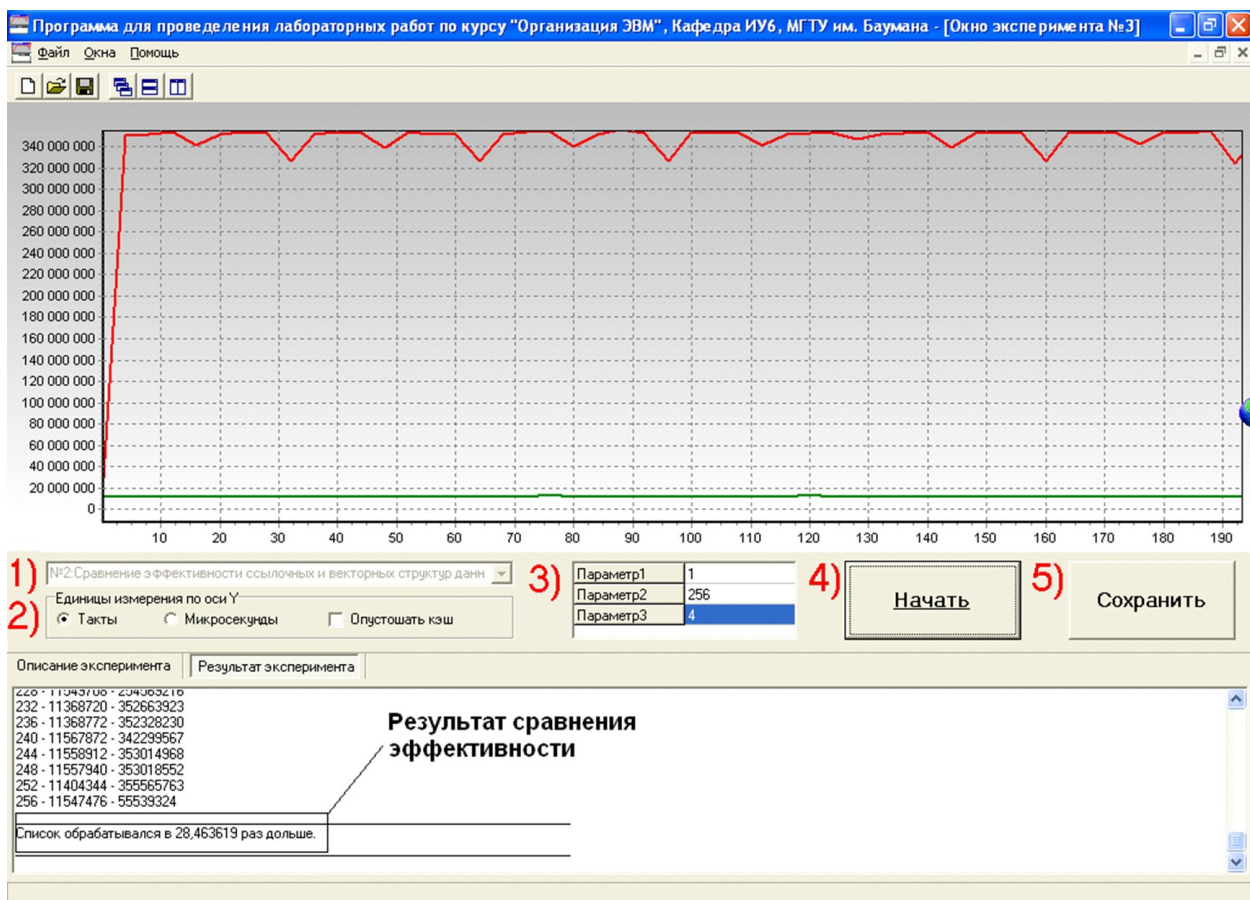 Программа для проведеления лабораторных работ по курсу "Организация ЭВМ", Кафедра ИУ6, МГТУ им. Баумана - [Окно эксперимента №3]
Файл Окна Помощь
340 000 000
320 000 000
300 000 000
280 000 000
260 000 000
240 000 000
220 000 000
200 000 000
180 000 000
160 000 000
140 000 000
120 000 000
100 000 000
80 000 000
60 000 000
40 000 000
20 000 000
0
10 20 30 40 50 60 70 80 90 100 110 120 130 140 150 160 170 180 190
1) №2:Сравнение эффективности ссылочных и векторных структур данн
2) Единицы измерения по оси Y
Такты Микросекунды Опустошать кэш
3) Параметр1 1
Параметр2 256
Параметр3 4
4) Начать
5) Сохранить
Описание эксперимента Результат эксперимента
228 - 11549708 - 254569216
232 - 11368720 - 352663923
236 - 11368772 - 352328230
240 - 11567872 - 342299567
244 - 11558912 - 353014968
248 - 11557940 - 353018552
252 - 11404344 - 355565763
256 - 11547476 - 55539324
Результат сравнения
эффективности
Список обрабатывался в 28,463619 раз дольше.